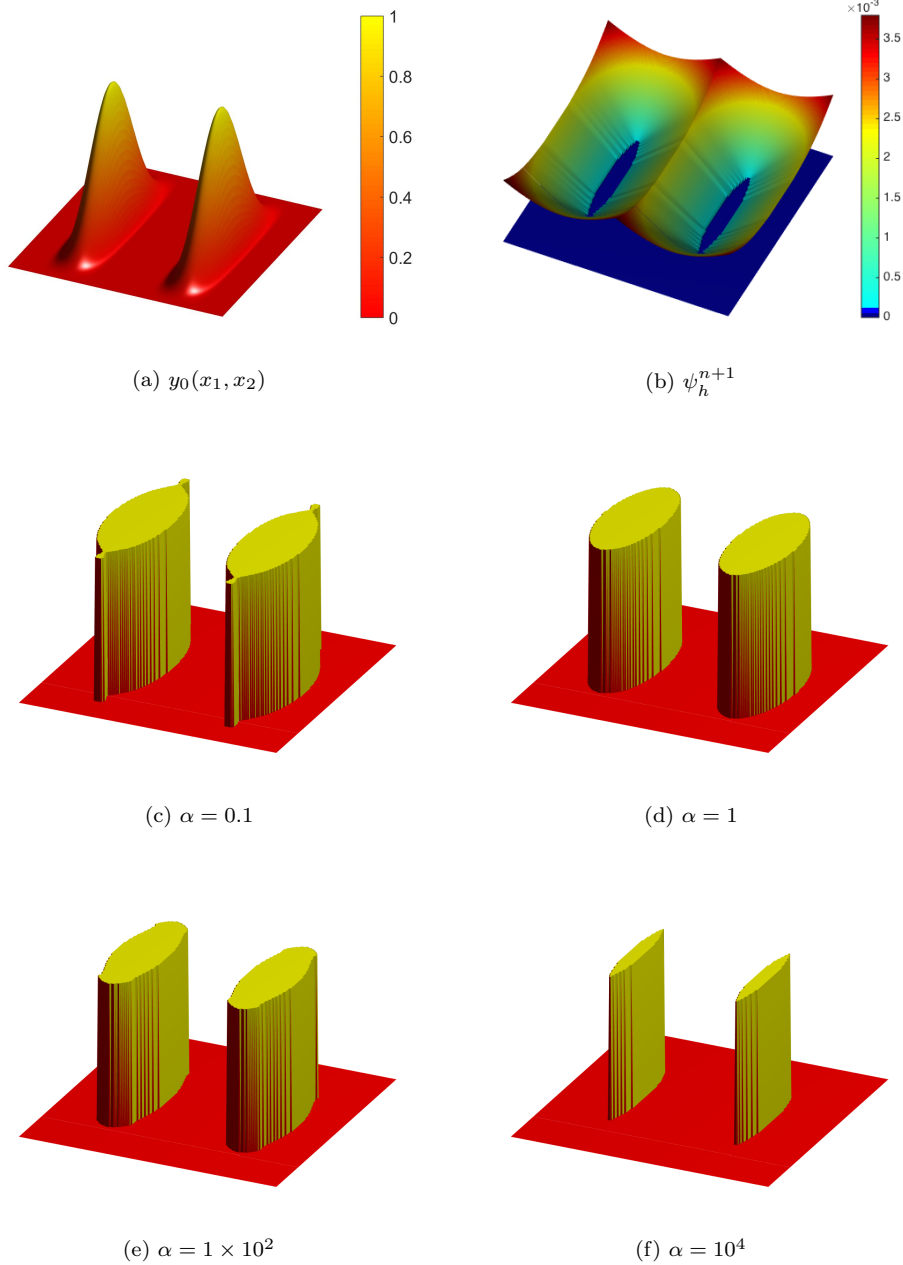 1
0.8
0.6
0.4
0.2
0
×10⁻³
3.5
3
2.5
2
1.5
1
0.5
0
(a) y₀(x₁, x₂)
(b) ψₕⁿ⁺¹
(c) α = 0.1
(d) α = 1
(e) α = 1 × 10²
(f) α = 10⁴